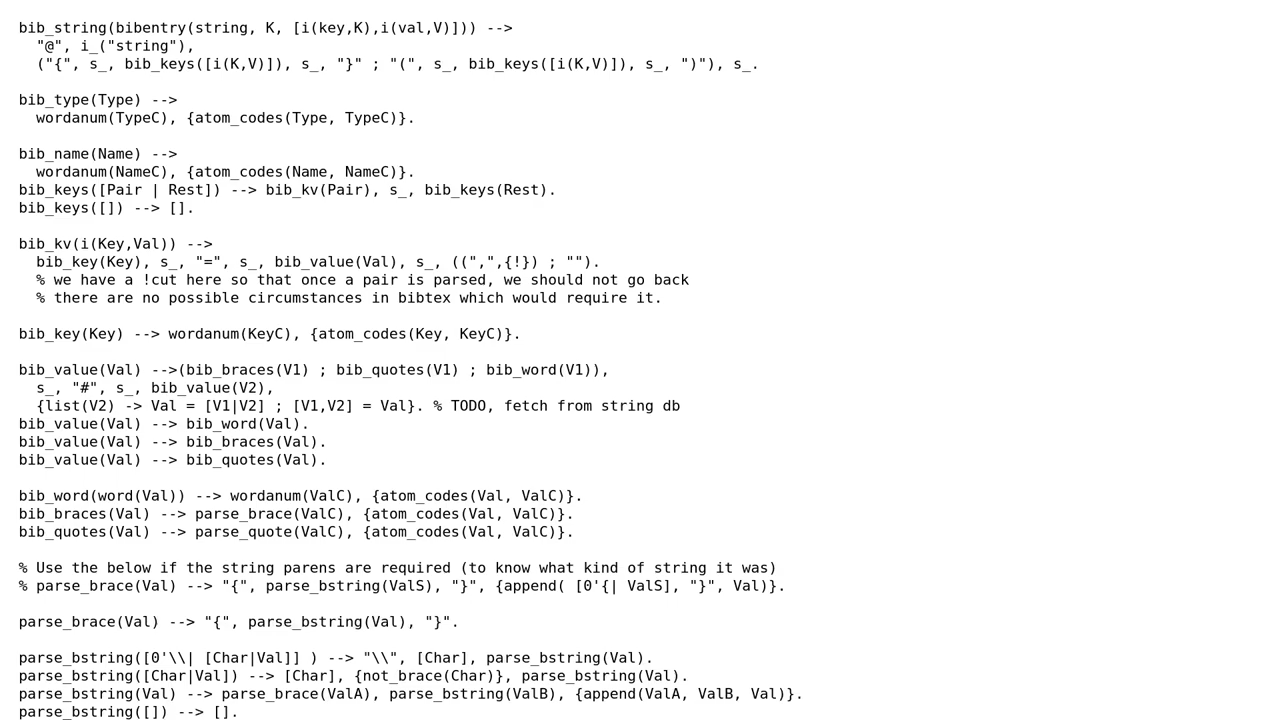 bib_string(bibentry(string, K, [i(key,K),i(val,V)])) -->
  "@", i_("string"),
  ("{", s_, bib_keys([i(K,V)]), s_, "}" ; "(", s_, bib_keys([i(K,V)]), s_, ")"), s_.

bib_type(Type) -->
  wordanum(TypeC), {atom_codes(Type, TypeC)}.

bib_name(Name) -->
  wordanum(NameC), {atom_codes(Name, NameC)}.
bib_keys([Pair | Rest]) --> bib_kv(Pair), s_, bib_keys(Rest).
bib_keys([]) --> [].

bib_kv(i(Key,Val)) -->
  bib_key(Key), s_, "=", s_, bib_value(Val), s_, ((",",{!}) ; "").
  % we have a !cut here so that once a pair is parsed, we should not go back
  % there are no possible circumstances in bibtex which would require it.

bib_key(Key) --> wordanum(KeyC), {atom_codes(Key, KeyC)}.

bib_value(Val) -->(bib_braces(V1) ; bib_quotes(V1) ; bib_word(V1)),
  s_, "#", s_, bib_value(V2),
  {list(V2) -> Val = [V1|V2] ; [V1,V2] = Val}. % TODO, fetch from string db
bib_value(Val) --> bib_word(Val).
bib_value(Val) --> bib_braces(Val).
bib_value(Val) --> bib_quotes(Val).

bib_word(word(Val)) --> wordanum(ValC), {atom_codes(Val, ValC)}.
bib_braces(Val) --> parse_brace(ValC), {atom_codes(Val, ValC)}.
bib_quotes(Val) --> parse_quote(ValC), {atom_codes(Val, ValC)}.

% Use the below if the string parens are required (to know what kind of string it was)
% parse_brace(Val) --> "{", parse_bstring(ValS), "}", {append( [0'{| ValS], "}", Val)}.

parse_brace(Val) --> "{", parse_bstring(Val), "}".

parse_bstring([0'\\| [Char|Val]] ) --> "\\", [Char], parse_bstring(Val).
parse_bstring([Char|Val]) --> [Char], {not_brace(Char)}, parse_bstring(Val).
parse_bstring(Val) --> parse_brace(ValA), parse_bstring(ValB), {append(ValA, ValB, Val)}.
parse_bstring([]) --> [].